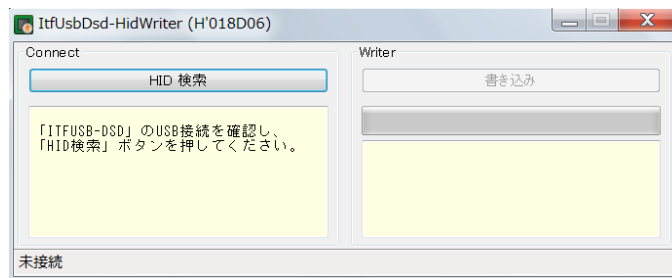 ItfUsbDsd-HidWriter (H'018D06)
Connect
HID 検索
「ITFUSB-DSD」のUSB接続を確認し、
「HID検索」ボタンを押してください。
Writer
書き込み
未接続